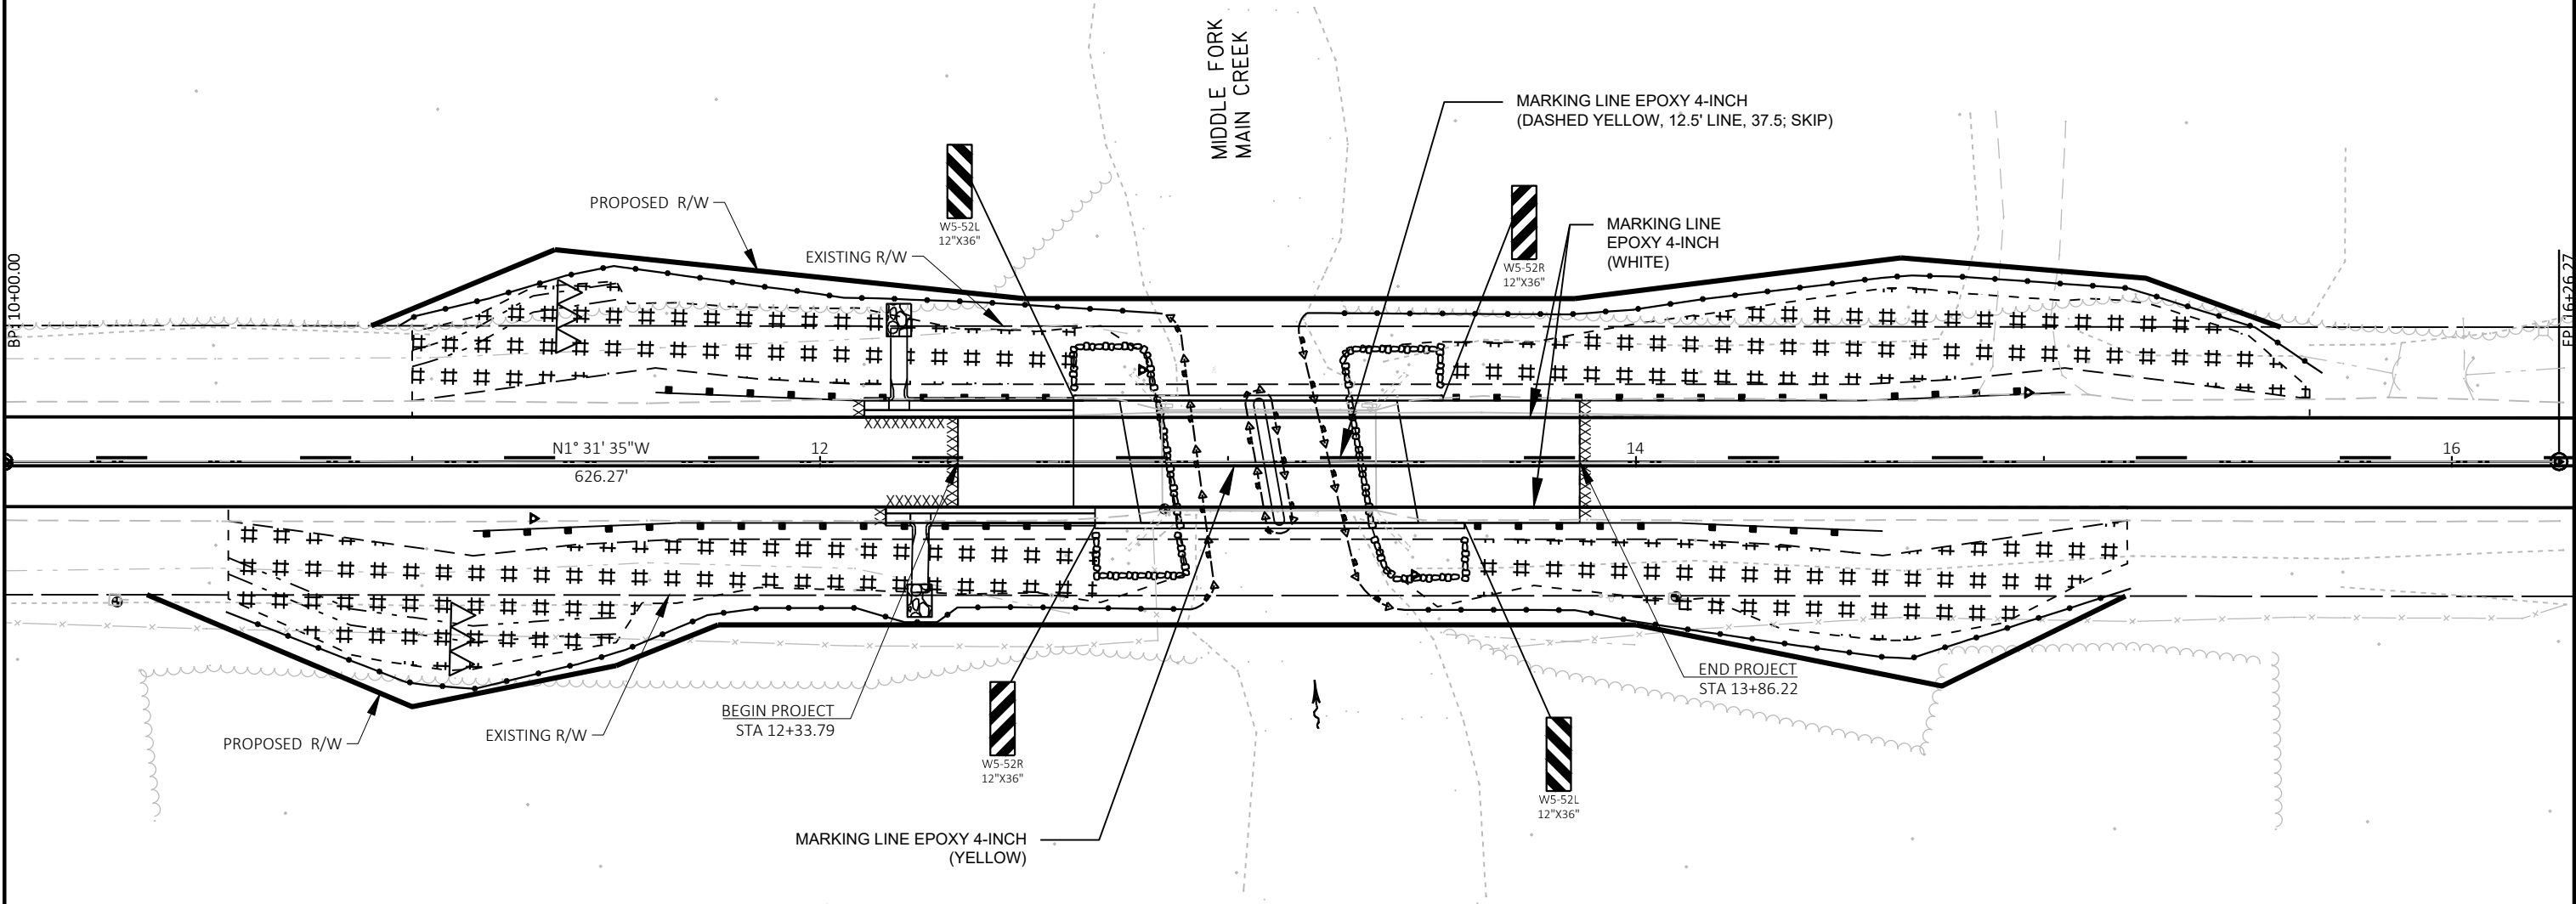 MIDDLE FORK
MAIN CREEK
MARKING LINE EPOXY 4-INCH
(DASHED YELLOW, 12.5' LINE, 37.5; SKIP)
PROPOSED R/W
W5-52L
12"X36"
W5-52R
12"X36"
MARKING LINE
EPOXY 4-INCH
(WHITE)
EXISTING R/W
BP: 10+00.00
EP: 16+26.27
N1° 31' 35"W
626.27'
12
14
16
BEGIN PROJECT
STA 12+33.79
END PROJECT
STA 13+86.22
PROPOSED R/W
EXISTING R/W
W5-52R
12"X36"
W5-52L
12"X36"
MARKING LINE EPOXY 4-INCH
(YELLOW)